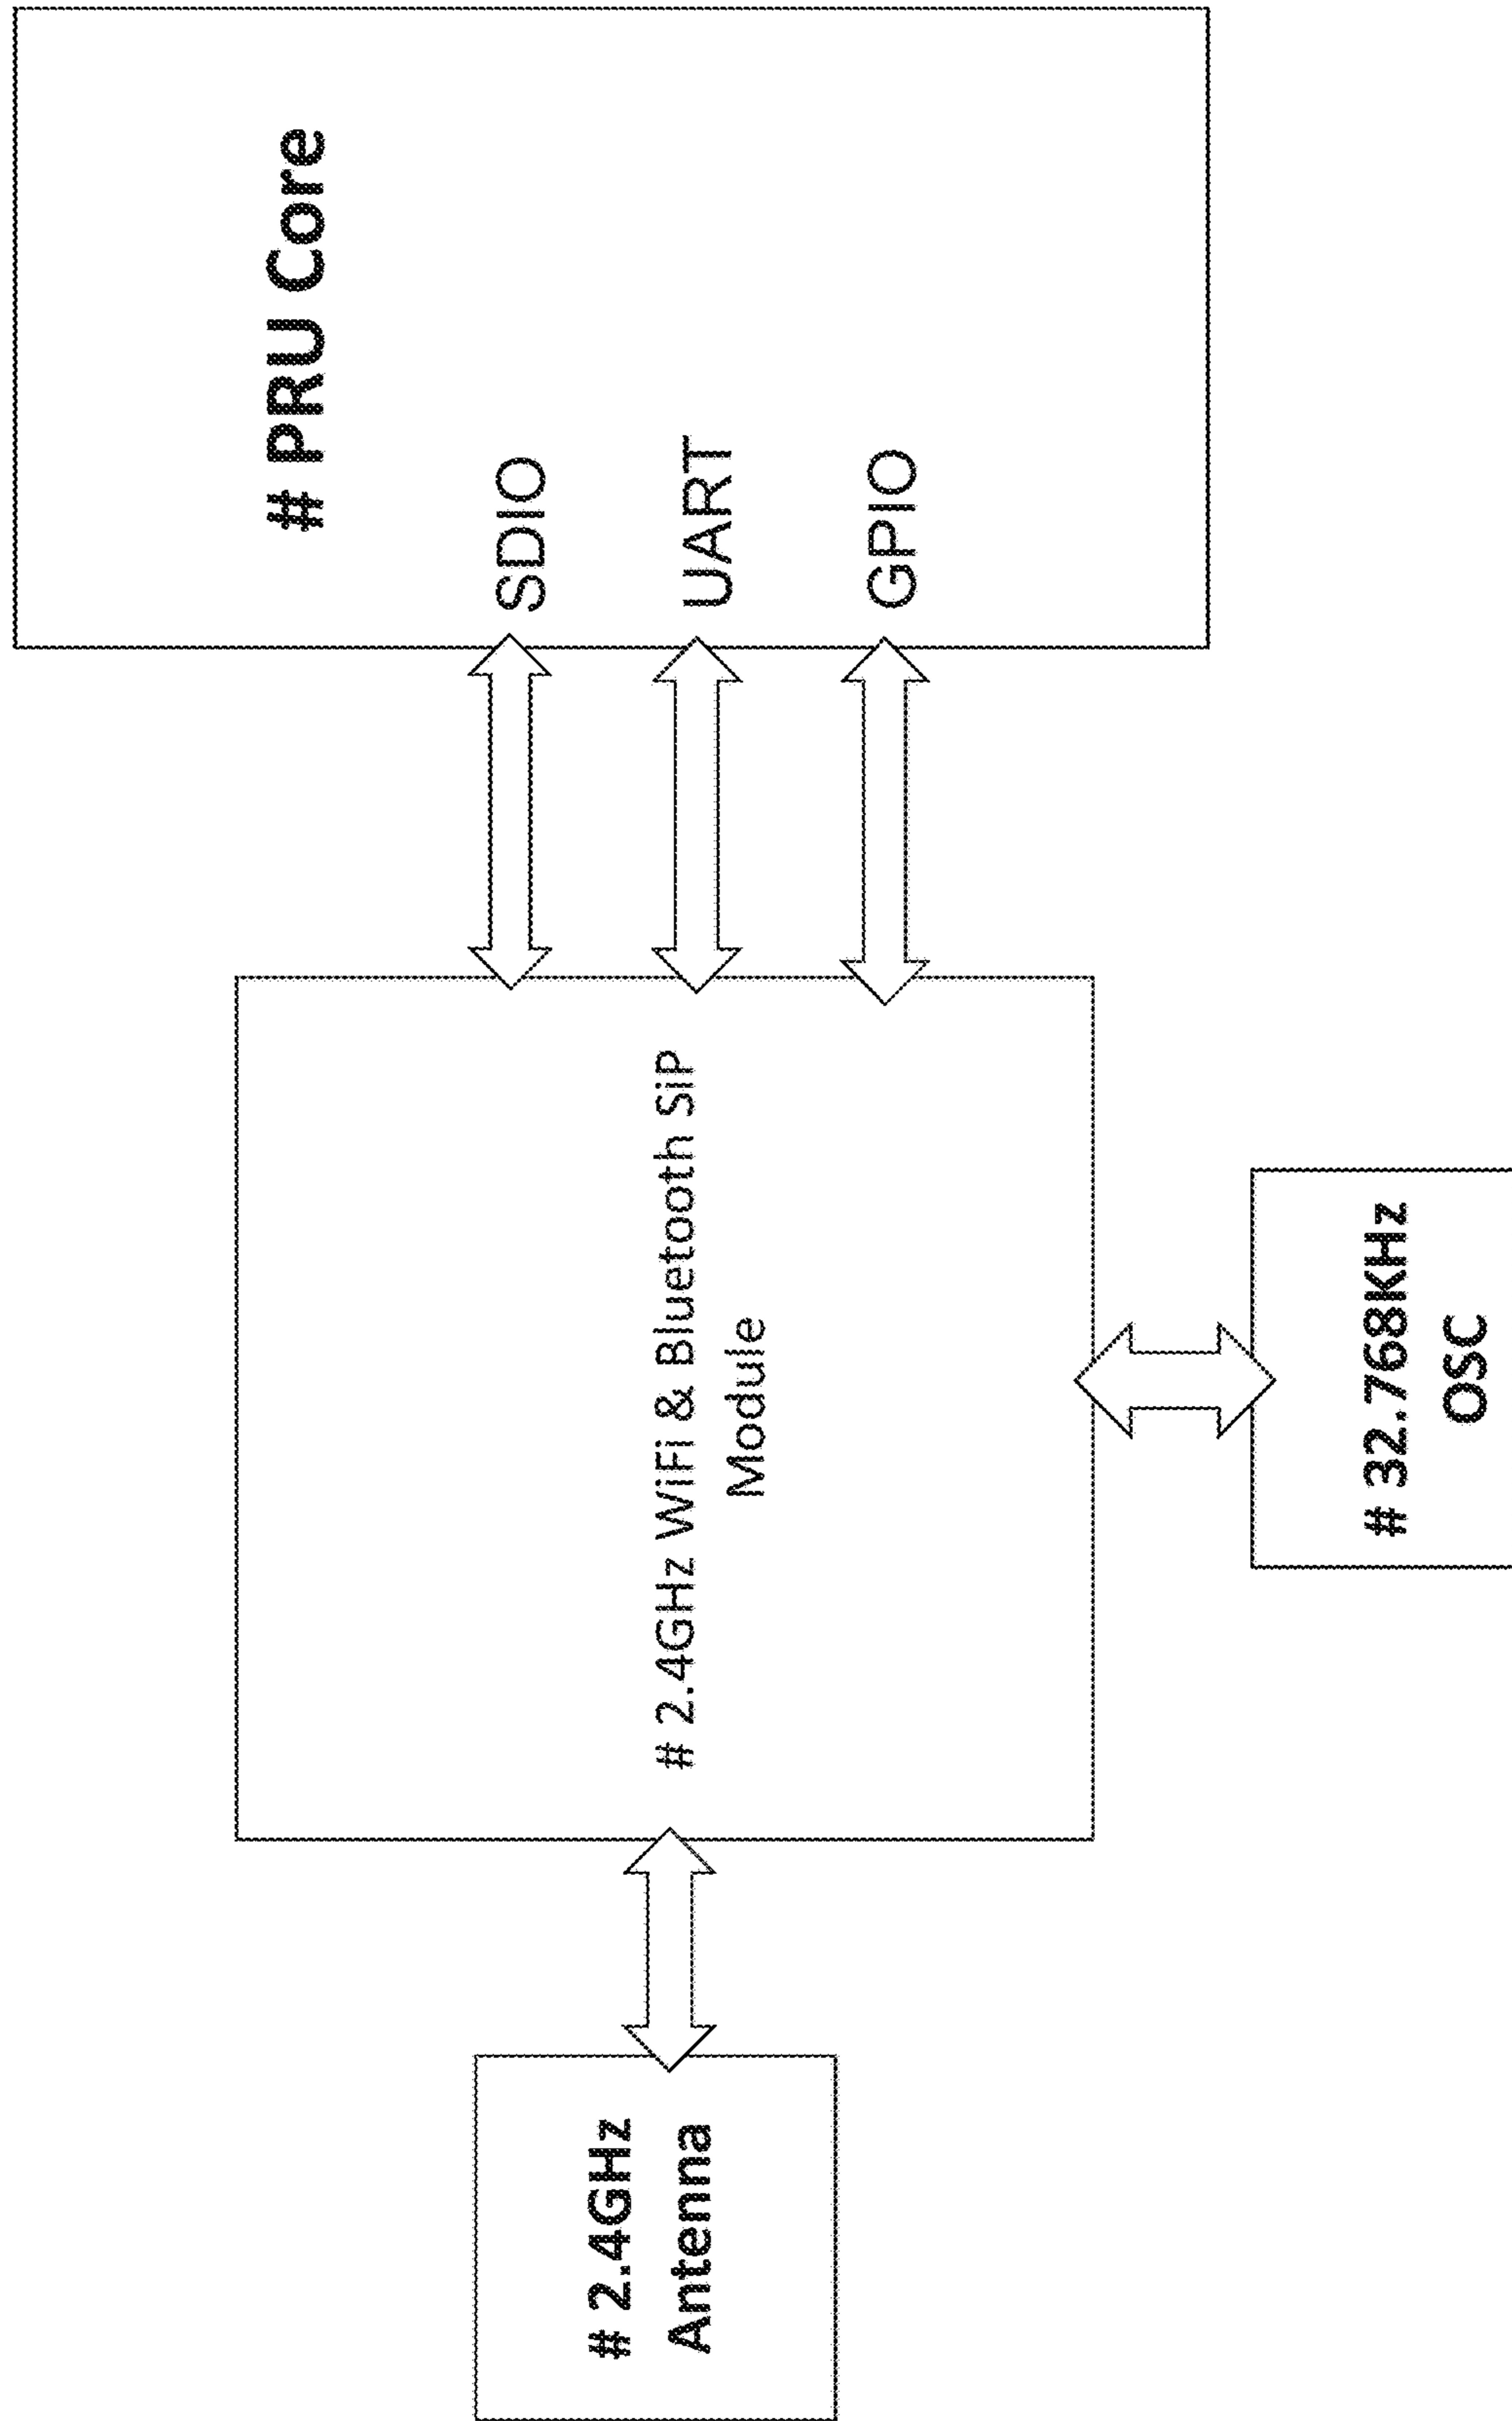 # 2.4GHz
Antenna
# 2.4GHz WiFi & Bluetooth SiP
Module
# 32.768KHz
OSC
# PRU Core
SDIO
UART
GPIO